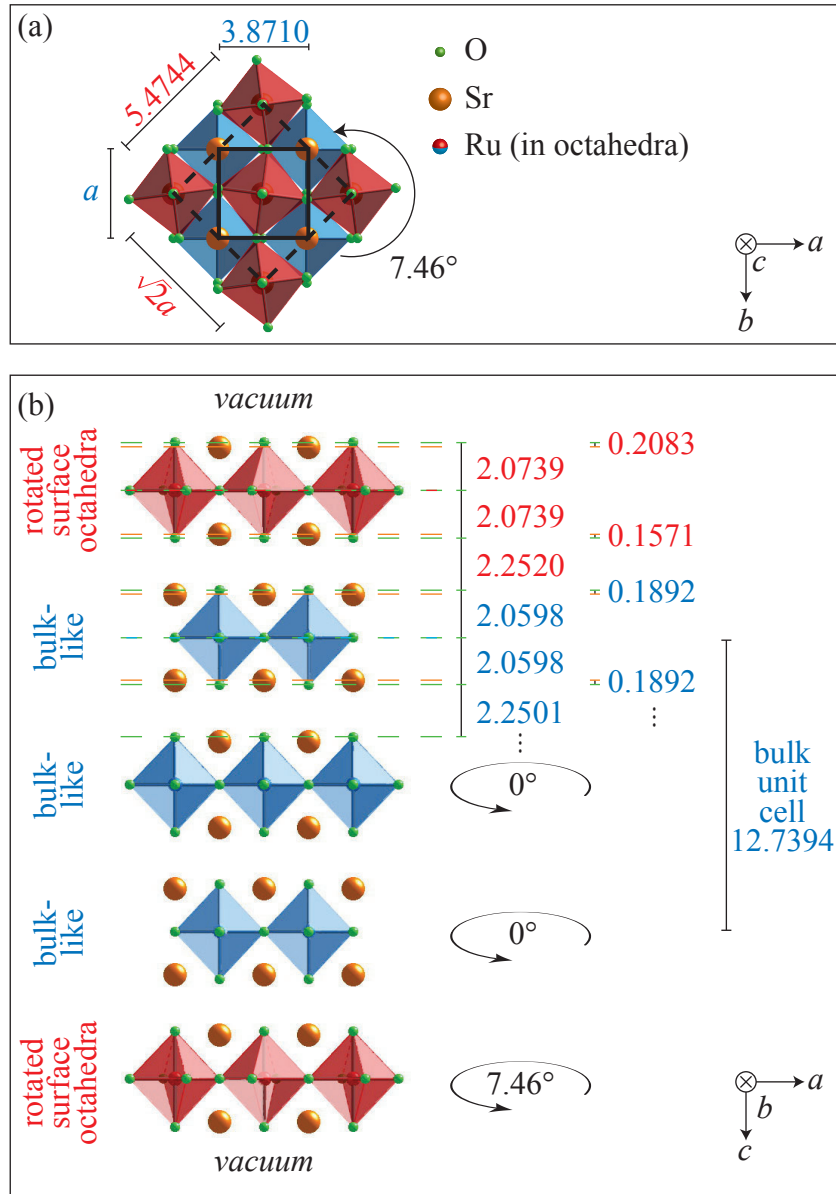 (a)
3.8710
5.4744
O
Sr
Ru (in octahedra)
a
7.46°
√2a
c
a
b
(b)
vacuum
rotated
surface
octahedra
2.0739
0.2083
2.0739
0.1571
2.2520
bulk-
like
0.1892
2.0598
2.0598
0.1892
2.2501
⋮
⋮
bulk-
like
0°
bulk
unit
cell
12.7394
bulk-
like
0°
rotated
surface
octahedra
7.46°
a
b
c
vacuum